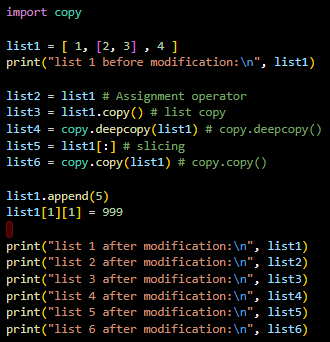 import copy
list1 = [ 1, [2, 3] , 4 ]
print("list 1 before modification:\n", list1)
list2 = list1 # Assignment operator
list3 = list1.copy() # list copy
list4 = copy.deepcopy(list1) # copy.deepcopy()
list5 = list1[:] # slicing
list6 = copy.copy(list1) # copy.copy()
list1.append(5)
list1[1][1] = 999
print("list 1 after modification:\n", list1)
print("list 2 after modification:\n", list2)
print("list 3 after modification:\n", list3)
print("list 4 after modification:\n", list4)
print("list 5 after modification:\n", list5)
print("list 6 after modification:\n", list6)